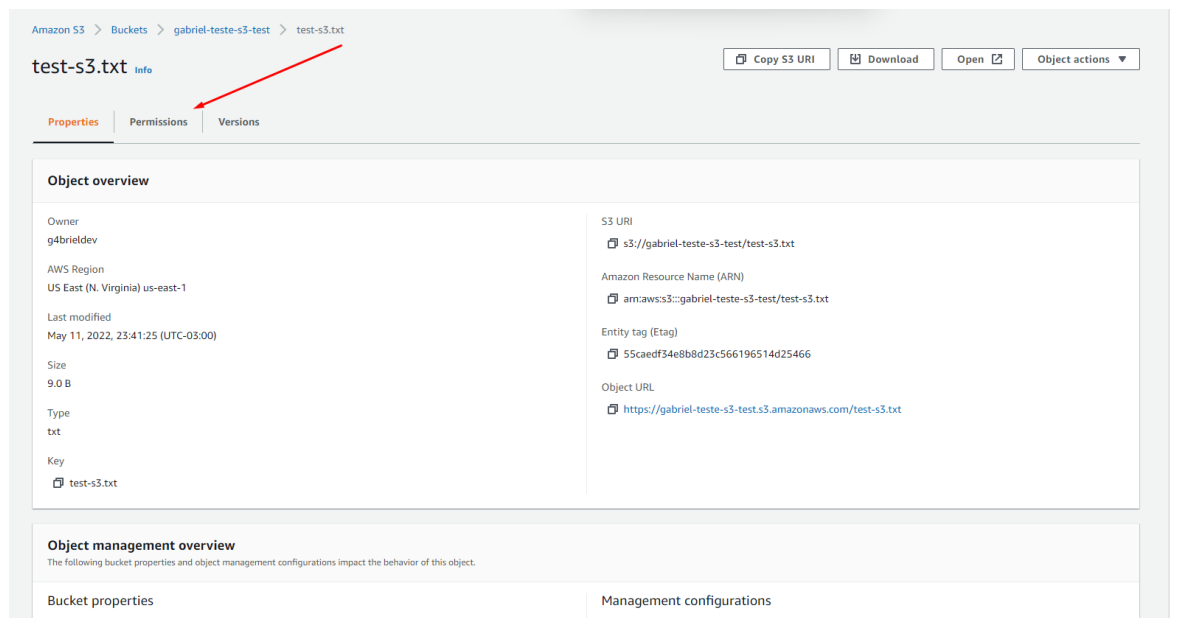 Amazon S3 > Buckets > gabriel-teste-s3-test > test-s3.txt
test-s3.txt Info
Copy S3 URI Download Open Object actions
Properties Permissions Versions
Object overview
Owner
g4brieldev
AWS Region
US East (N. Virginia) us-east-1
Last modified
May 11, 2022, 23:41:25 (UTC-03:00)
Size
9.0 B
Type
txt
Key
test-s3.txt
S3 URI
s3://gabriel-teste-s3-test/test-s3.txt
Amazon Resource Name (ARN)
arn:aws:s3:::gabriel-teste-s3-test/test-s3.txt
Entity tag (Etag)
55caedf34e8b8d23c566196514d25466
Object URL
https://gabriel-teste-s3-test.s3.amazonaws.com/test-s3.txt
Object management overview
The following bucket properties and object management configurations impact the behavior of this object.
Bucket properties
Management configurations